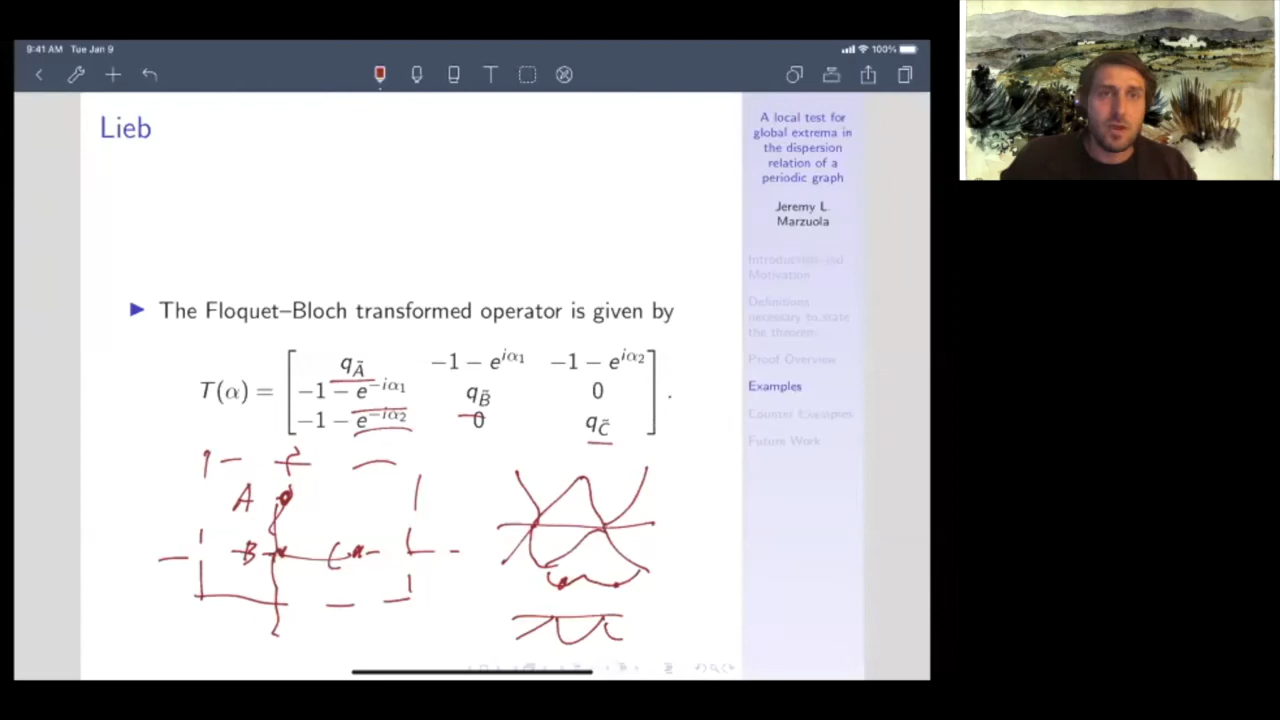 9:41 AM Tue Jan 9
100%
Lieb
▶ The Floquet–Bloch transformed operator is given by
T(α) = [ q_Ã −1 − e^{iα₁} −1 − e^{iα₂}
−1 − e^{−iα₁} q_B̃ 0
−1 − e^{−iα₂} 0 q_C̃ ] .
A
B
C
A local test for
global extrema in
the dispersion
relation of a
periodic graph
Jeremy L.
Marzuola
Introduction and
Motivation
Definitions
necessary to state
the theorem
Proof Overview
Examples
Counter Examples
Future Work